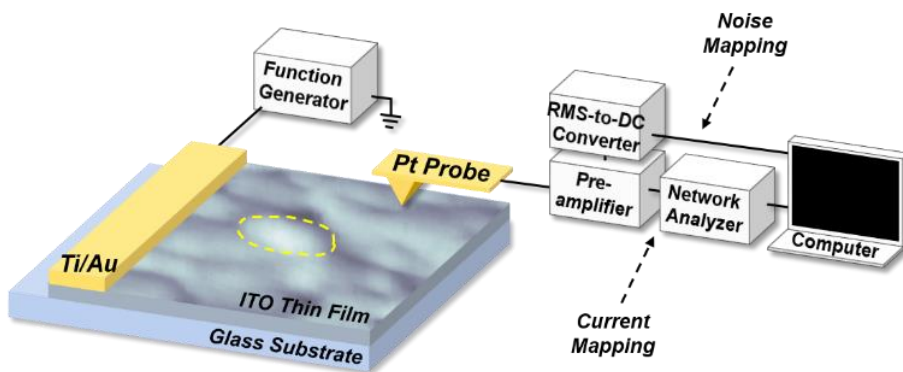 Noise
Mapping
Function
Generator
RMS-to-DC
Converter
Pt Probe
Pre-
amplifier
Network
Analyzer
Computer
Ti/Au
ITO Thin Film
Glass Substrate
Current
Mapping